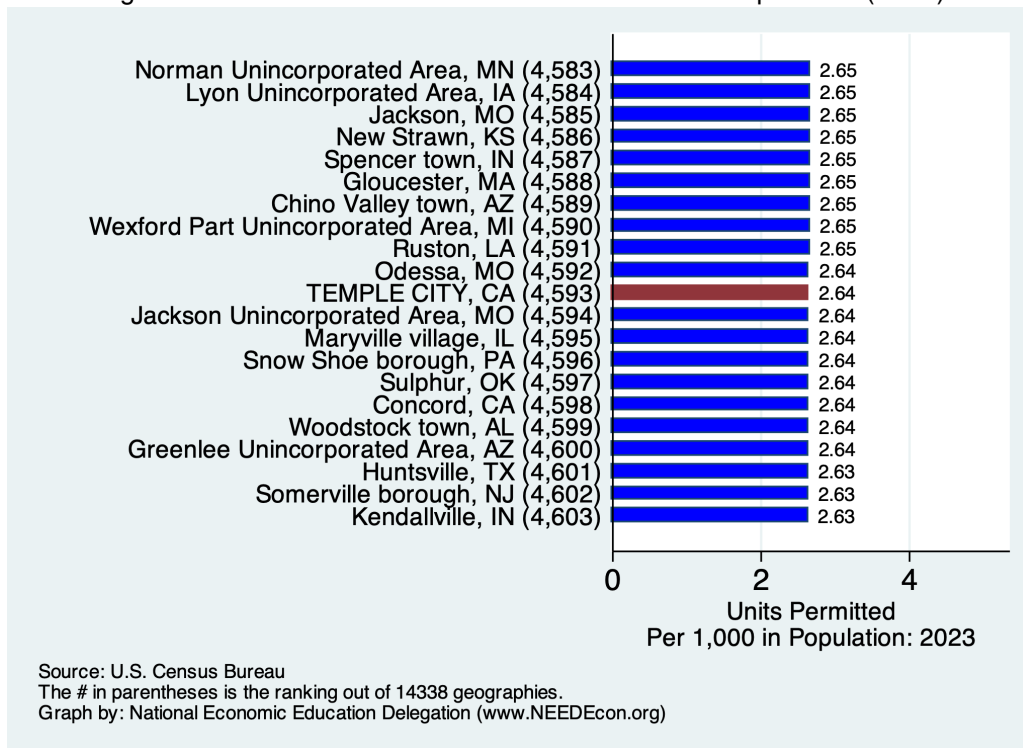 Norman Unincorporated Area, MN (4,583) 2.65
Lyon Unincorporated Area, IA (4,584) 2.65
Jackson, MO (4,585) 2.65
New Strawn, KS (4,586) 2.65
Spencer town, IN (4,587) 2.65
Gloucester, MA (4,588) 2.65
Chino Valley town, AZ (4,589) 2.65
Wexford Part Unincorporated Area, MI (4,590) 2.65
Ruston, LA (4,591) 2.65
Odessa, MO (4,592) 2.64
TEMPLE CITY, CA (4,593) 2.64
Jackson Unincorporated Area, MO (4,594) 2.64
Maryville village, IL (4,595) 2.64
Snow Shoe borough, PA (4,596) 2.64
Sulphur, OK (4,597) 2.64
Concord, CA (4,598) 2.64
Woodstock town, AL (4,599) 2.64
Greenlee Unincorporated Area, AZ (4,600) 2.64
Huntsville, TX (4,601) 2.63
Somerville borough, NJ (4,602) 2.63
Kendallville, IN (4,603) 2.63
0 2 4
Units Permitted
Per 1,000 in Population: 2023
Source: U.S. Census Bureau
The # in parentheses is the ranking out of 14338 geographies.
Graph by: National Economic Education Delegation (www.NEEDEcon.org)